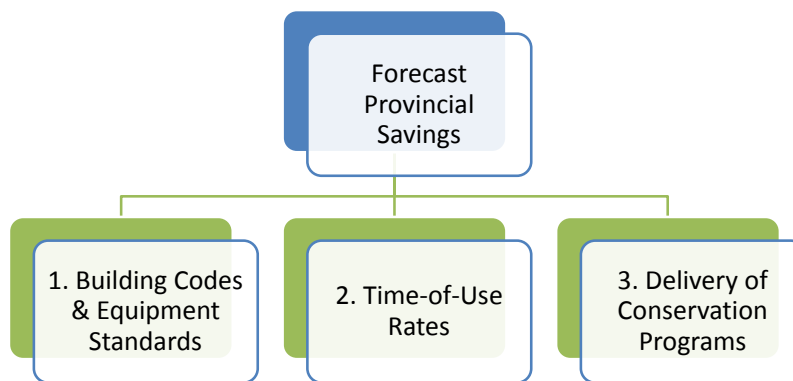 Forecast
Provincial
Savings
1. Building Codes
& Equipment
Standards
2. Time-of-Use
Rates
3. Delivery of
Conservation
Programs